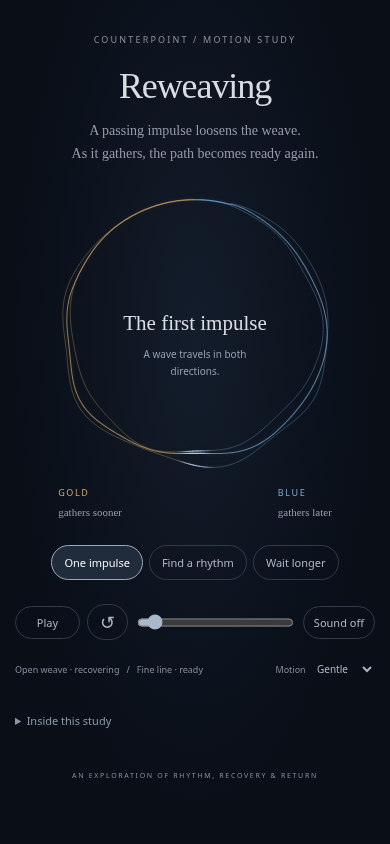 COUNTERPOINT / MOTION STUDY
Reweaving
A passing impulse loosens the weave.
As it gathers, the path becomes ready again.
The first impulse
A wave travels in both
directions.
GOLD
gathers sooner
BLUE
gathers later
One impulse
Find a rhythm
Wait longer
Play
↺
Sound off
Open weave · recovering / Fine line · ready
Motion
Gentle
Inside this study
AN EXPLORATION OF RHYTHM, RECOVERY & RETURN